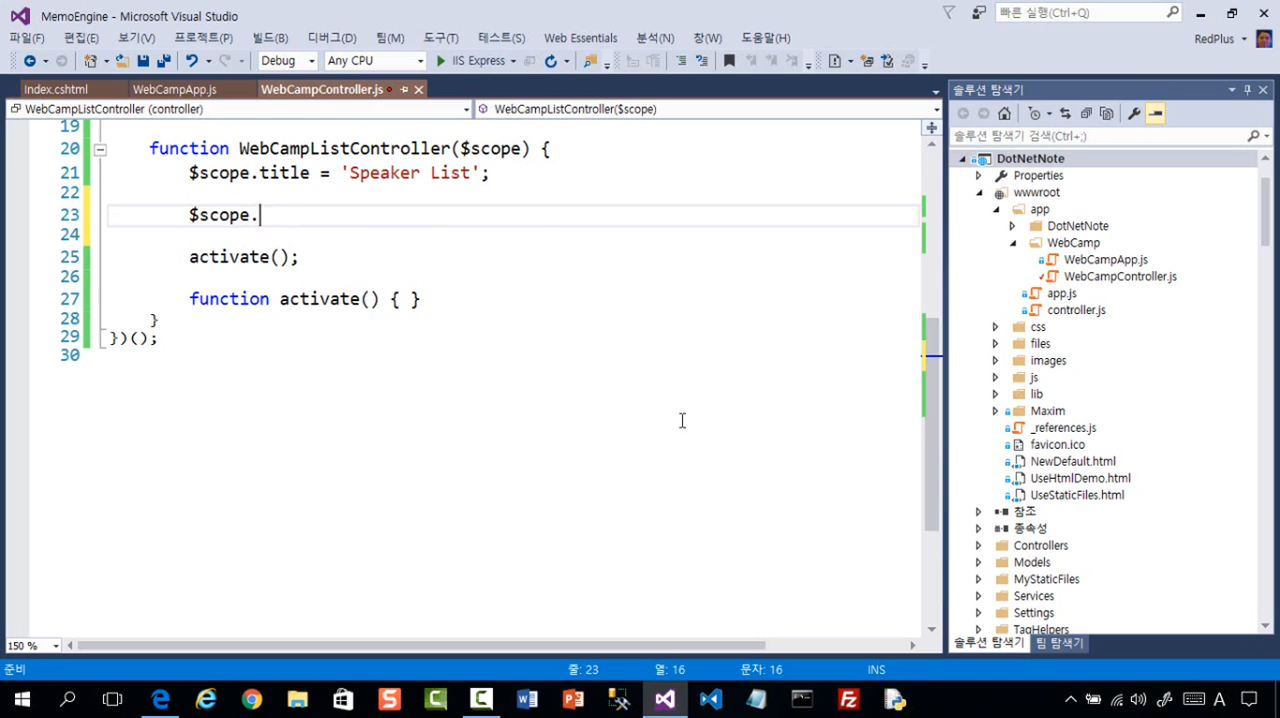 MemoEngine - Microsoft Visual Studio
빠른 실행(Ctrl+Q)
파일(F) 편집(E) 보기(V) 프로젝트(P) 빌드(B) 디버그(D) 팀(M) 도구(T) 테스트(S) Web Essentials 분석(N) 창(W) 도움말(H)
RedPlus
Debug Any CPU IIS Express
Index.cshtml WebCampApp.js WebCampController.js
WebCampListController (controller) WebCampListController($scope)
19
20 function WebCampListController($scope) {
21 $scope.title = 'Speaker List';
22
23 $scope.
24
25 activate();
26
27 function activate() { }
28 }
29 })();
30
150 %
솔루션 탐색기
솔루션 탐색기 검색(Ctrl+;)
DotNetNote
Properties
wwwroot
app
DotNetNote
WebCamp
WebCampApp.js
WebCampController.js
app.js
controller.js
css
files
images
js
lib
Maxim
_references.js
favicon.ico
NewDefault.html
UseHtmlDemo.html
UseStaticFiles.html
참조
종속성
Controllers
Models
MyStaticFiles
Services
Settings
TagHelpers
솔루션 탐색기 팀 탐색기
준비 줄: 23 열: 16 문자: 16 INS
A